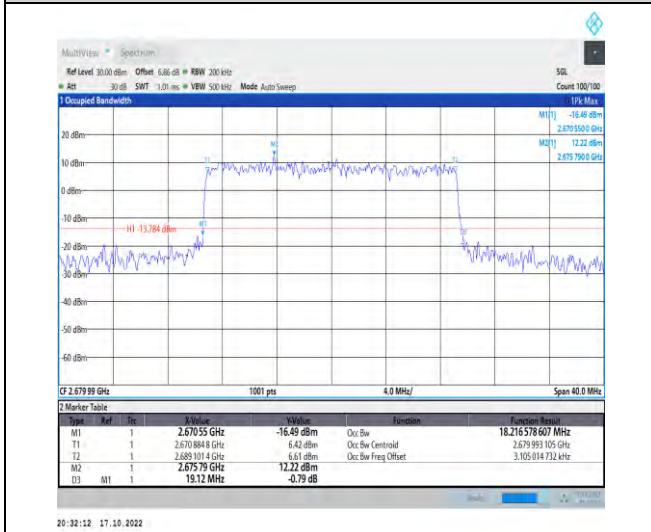 MultiView Spectrum
Ref Level 30.00 dBm Offset 6.86 dB RBW 200 kHz SGL
Att 30 dB SWT 1.01 ms VBW 500 kHz Mode Auto Sweep Count 100/100
1 Occupied Bandwidth 1Pk Max
M1[1] -16.49 dBm
2.670 550 0 GHz
M2[1] 12.22 dBm
2.675 790 0 GHz
20 dBm
10 dBm
0 dBm
-10 dBm
H1 -13.784 dBm
-20 dBm
-30 dBm
-40 dBm
-50 dBm
-60 dBm
M2
T1
T2
M1
CF 2.679 99 GHz 1001 pts 4.0 MHz/ Span 40.0 MHz
2 Marker Table
Type Ref Trc X-Value Y-Value Function Function Result
M1 1 2.670 55 GHz -16.49 dBm Occ Bw 18.216 578 607 MHz
T1 1 2.670 884 8 GHz 6.42 dBm Occ Bw Centroid 2.679 993 105 GHz
T2 1 2.689 101 4 GHz 6.61 dBm Occ Bw Freq Offset 3.105 014 732 kHz
M2 1 2.675 79 GHz 12.22 dBm
D3 M1 1 19.12 MHz -0.79 dB
20:32:12 17.10.2022